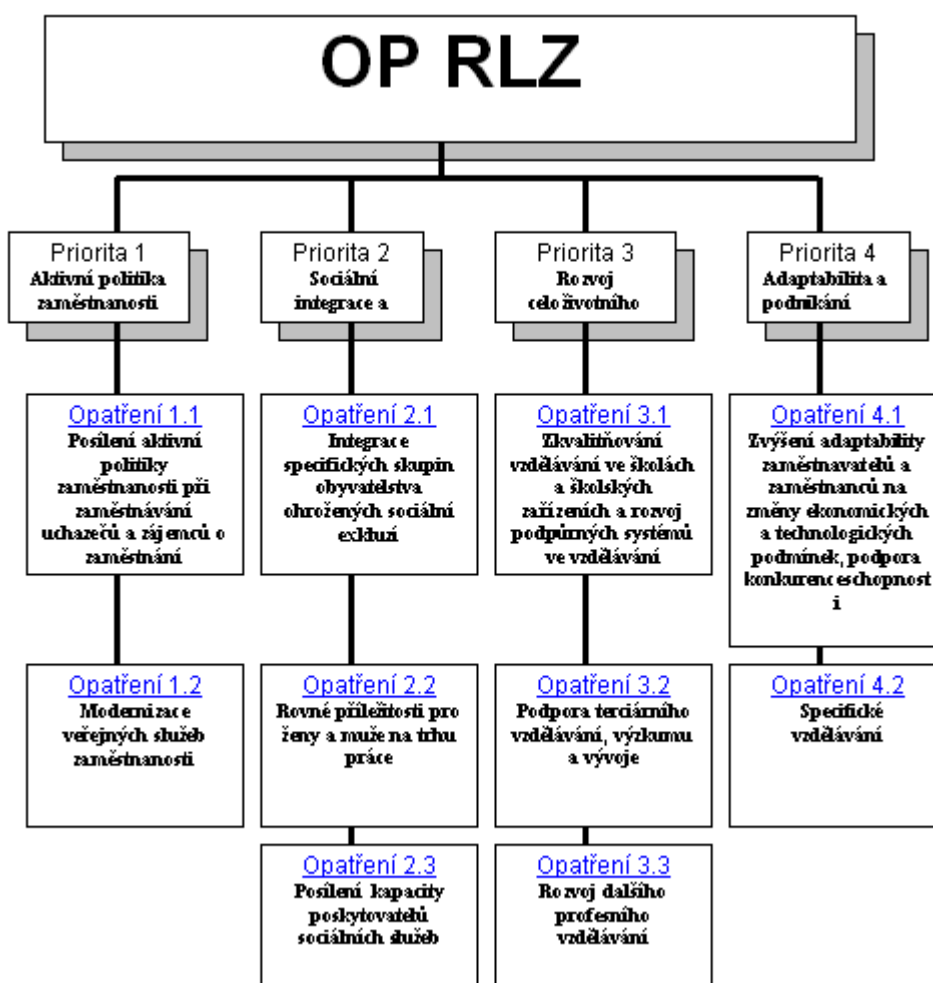 OP RLZ
Priorita 1
Aktivní politika
zaměstnanosti
Priorita 2
Sociální
integrace a
Priorita 3
Rozvoj
celoživotního
Priorita 4
Adaptabilita a
podnikání
Opatření 1.1
Posílení aktivní
politiky
zaměstnanosti při
zaměstnávání
uchazečů a zájemců o
zaměstnání
Opatření 2.1
Integrace
specifických skupin
obyvatelstva
ohrožených sociální
exkluzí
Opatření 3.1
Zkvalitňování
vzdělávání ve školách
a školských
zařízeních a rozvoj
podpůrných systémů
ve vzdělávání
Opatření 4.1
Zvýšení adaptability
zaměstnavatelů a
zaměstnanců na
změny ekonomických
a technologických
podmínek, podpora
konkurenceschopnost
i
Opatření 1.2
Modernizace
veřejných služeb
zaměstnanosti
Opatření 2.2
Rovné příležitosti pro
ženy a muže na trhu
práce
Opatření 3.2
Podpora terciárního
vzdělávání, výzkumu
a vývoje
Opatření 4.2
Specifické
vzdělávání
Opatření 2.3
Posílení kapacity
poskytovatelů
sociálních služeb
Opatření 3.3
Rozvoj dalšího
profesního
vzdělávání